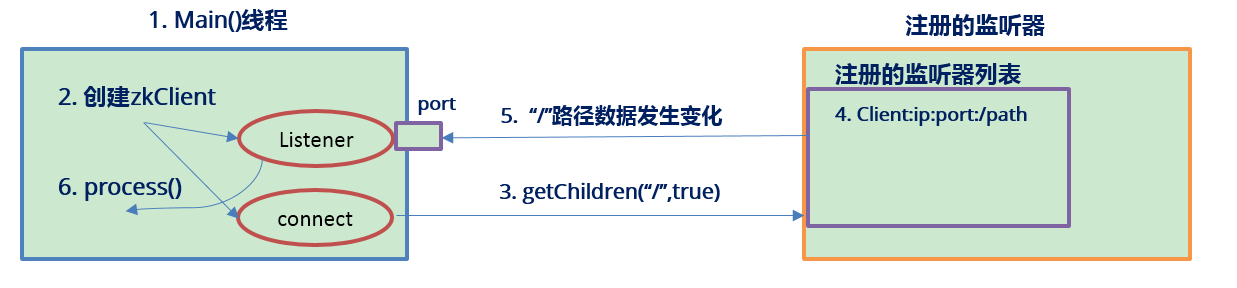 1. Main()线程
注册的监听器
2. 创建zkClient
Listener
port
5. “/”路径数据发生变化
注册的监听器列表
4. Client:ip:port:/path
6. process()
connect
3. getChildren(“/”,true)